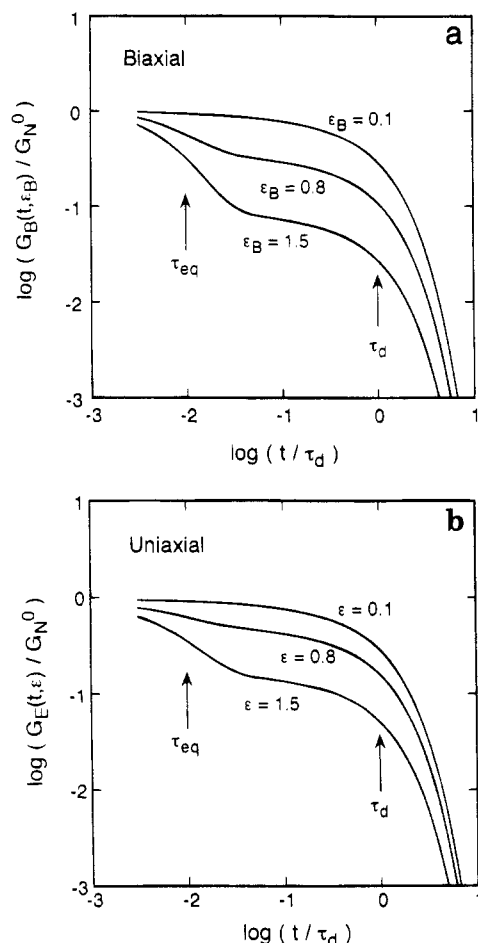 a
Biaxial
1
0
-1
-2
-3
log ( G_B(t,ε_B) / G_N^0 )
ε_B = 0.1
ε_B = 0.8
ε_B = 1.5
τ_eq
τ_d
-3 -2 -1 0 1
log ( t / τ_d )
b
Uniaxial
1
0
-1
-2
-3
log ( G_E(t,ε) / G_N^0 )
ε = 0.1
ε = 0.8
ε = 1.5
τ_eq
τ_d
-3 -2 -1 0 1
log ( t / τ_d )